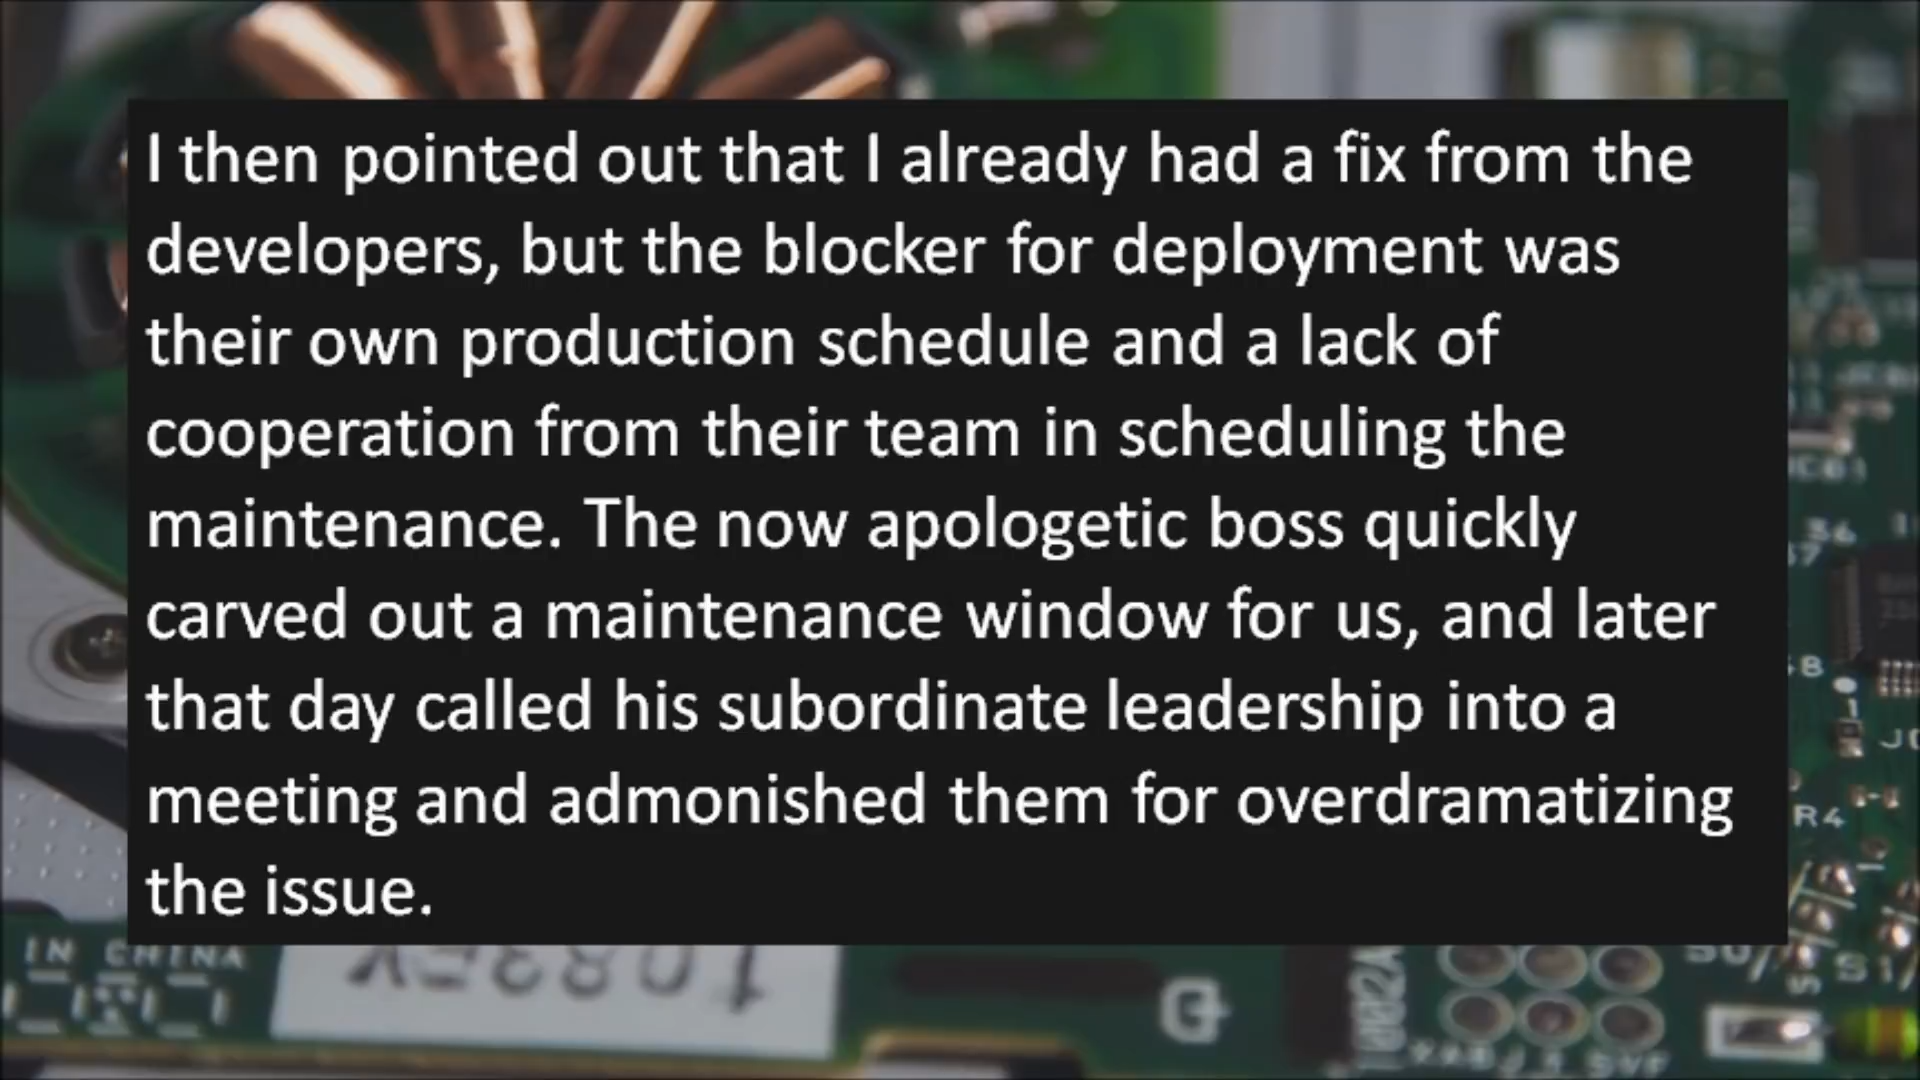 I then pointed out that I already had a fix from the
developers, but the blocker for deployment was
their own production schedule and a lack of
cooperation from their team in scheduling the
maintenance. The now apologetic boss quickly
carved out a maintenance window for us, and later
that day called his subordinate leadership into a
meeting and admonished them for overdramatizing
the issue.
R4
IN CHINA